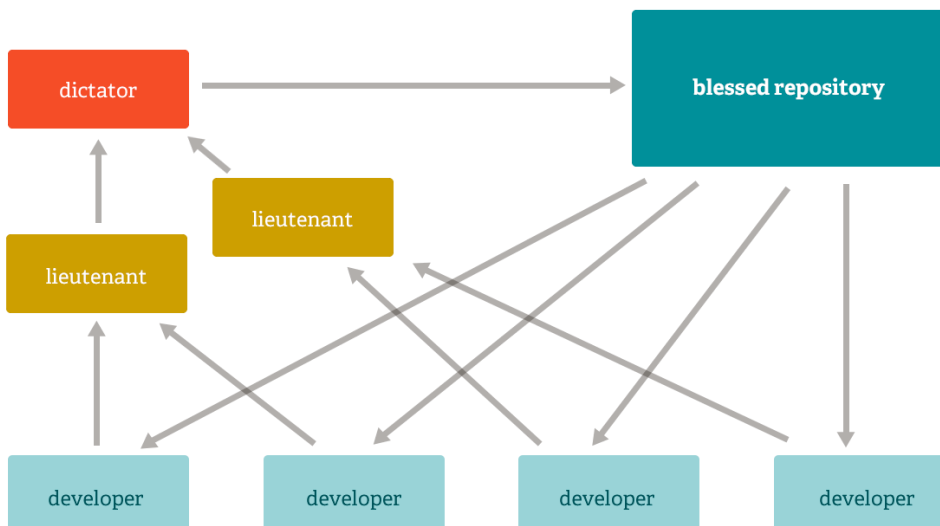 dictator
blessed repository
lieutenant
lieutenant
developer
developer
developer
developer